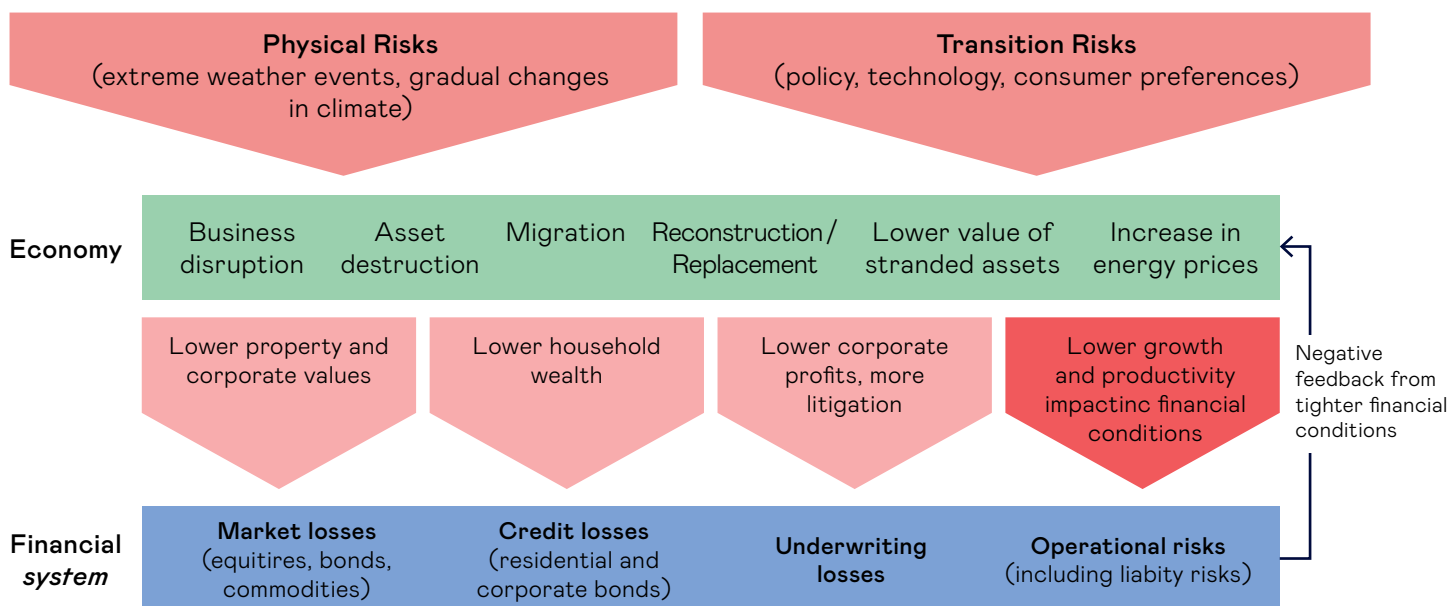 Physical Risks
(extreme weather events, gradual changes
in climate)
Transition Risks
(policy, technology, consumer preferences)
Economy
Business
disruption
Asset
destruction
Migration
Reconstruction/
Replacement
Lower value of
stranded assets
Increase in
energy prices
Lower property and
corporate values
Lower household
wealth
Lower corporate
profits, more
litigation
Lower growth
and productivity
impactinc financial
conditions
Negative
feedback from
tighter financial
conditions
Financial
system
Market losses
(equitires, bonds,
commodities)
Credit losses
(residential and
corporate bonds)
Underwriting
losses
Operational risks
(including liabity risks)